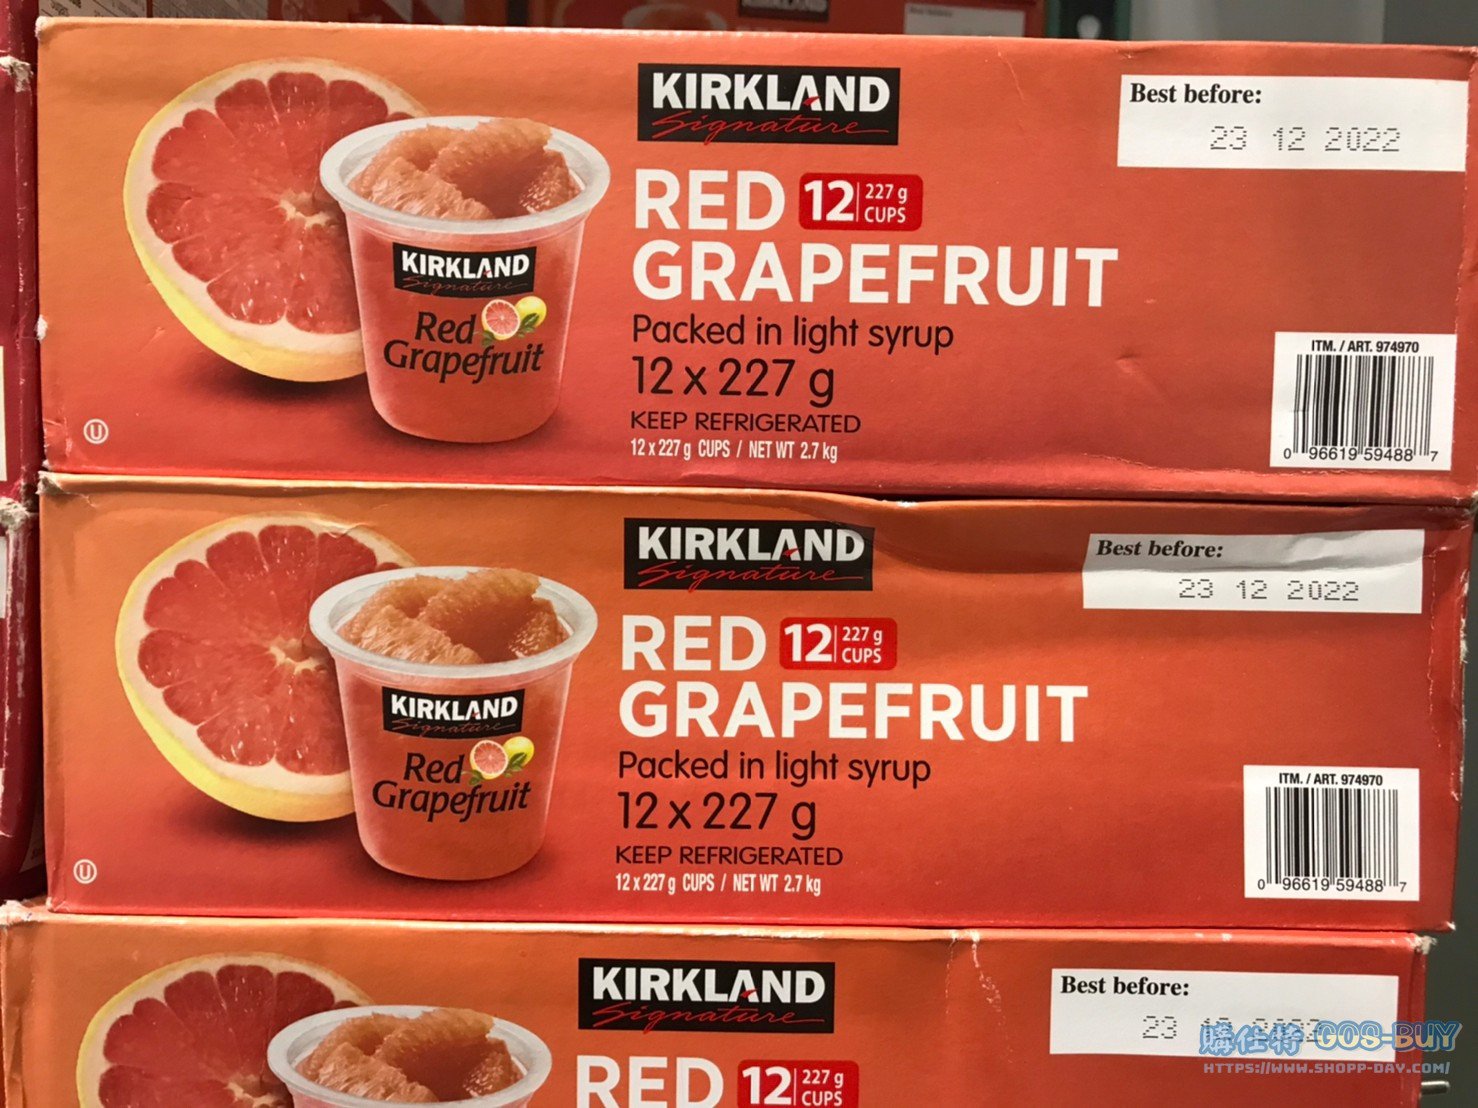 KIRKLAND
Signature
Best before:
23 12 2022
RED 12 227 g CUPS
GRAPEFRUIT
Packed in light syrup
12 x 227 g
KEEP REFRIGERATED
12 x 227 g CUPS / NET WT 2.7 kg
KIRKLAND
Signature
Red
Grapefruit
U
ITM. / ART. 974970
0 96619 59488 7
KIRKLAND
Signature
Best before:
23 12 2022
RED 12 227 g CUPS
GRAPEFRUIT
Packed in light syrup
12 x 227 g
KEEP REFRIGERATED
12 x 227 g CUPS / NET WT 2.7 kg
KIRKLAND
Signature
Red
Grapefruit
U
ITM. / ART. 974970
0 96619 59488 7
KIRKLAND
Signature
Best before:
23
RED 12 227 g CUPS
購仕特 GOS-BUY
HTTPS://WWW.SHOPP-DAY.COM/